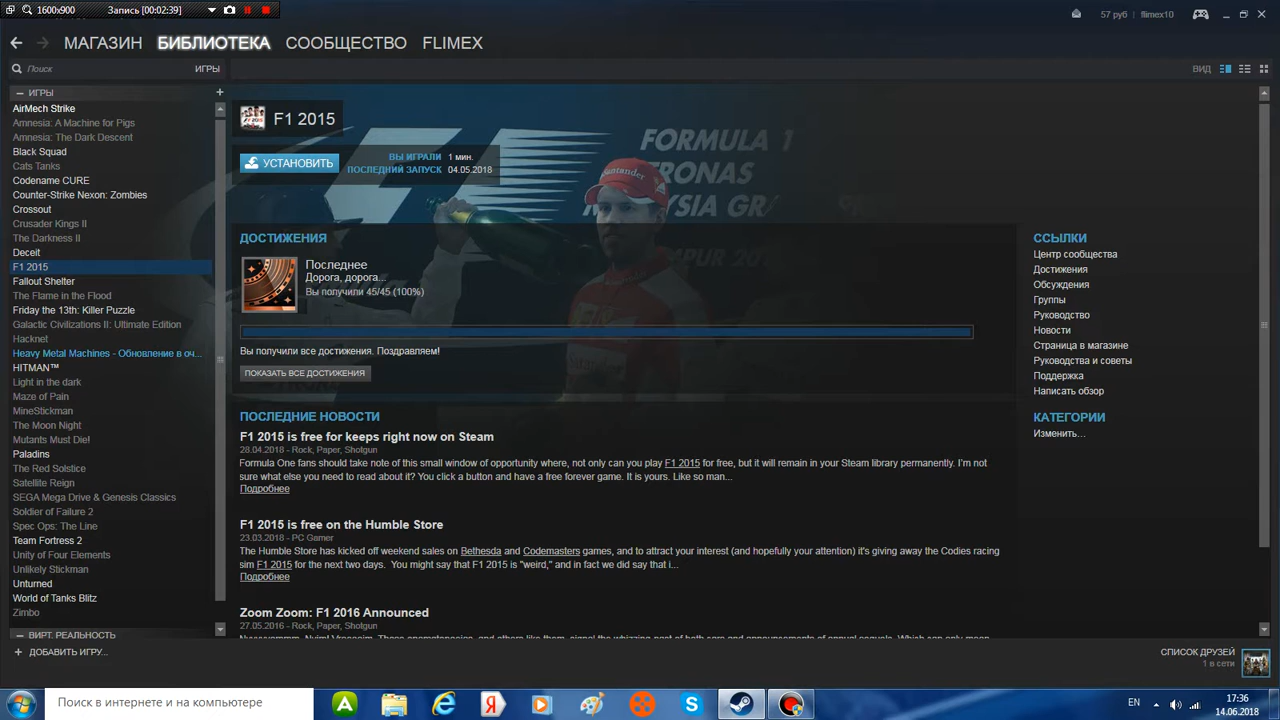 1600x900 Запись [00:02:39]
57 руб flimex10
МАГАЗИН БИБЛИОТЕКА СООБЩЕСТВО FLIMEX
Поиск ИГРЫ ВИД
ИГРЫ
AirMech Strike
Amnesia: A Machine for Pigs
Amnesia: The Dark Descent
Black Squad
Cats Tanks
Codename CURE
Counter-Strike Nexon: Zombies
Crossout
Crusader Kings II
The Darkness II
Deceit
F1 2015
Fallout Shelter
The Flame in the Flood
Friday the 13th: Killer Puzzle
Galactic Civilizations II: Ultimate Edition
Hacknet
Heavy Metal Machines - Обновление в оч...
HITMAN™
Light in the dark
Maze of Pain
MineStickman
The Moon Night
Mutants Must Die!
Paladins
The Red Solstice
Satellite Reign
SEGA Mega Drive & Genesis Classics
Soldier of Failure 2
Spec Ops: The Line
Team Fortress 2
Unity of Four Elements
Unlikely Stickman
Unturned
World of Tanks Blitz
Zimbo
ВИРТ. РЕАЛЬНОСТЬ
ДОБАВИТЬ ИГРУ...
F1 2015
УСТАНОВИТЬ
ВЫ ИГРАЛИ 1 мин.
ПОСЛЕДНИЙ ЗАПУСК 04.05.2018
FORMULA 1
Santander
ДОСТИЖЕНИЯ
Последнее
Дорога, дорога...
Вы получили 45/45 (100%)
Вы получили все достижения. Поздравляем!
ПОКАЗАТЬ ВСЕ ДОСТИЖЕНИЯ
ПОСЛЕДНИЕ НОВОСТИ
F1 2015 is free for keeps right now on Steam
28.04.2018 - Rock, Paper, Shotgun
Formula One fans should take note of this small window of opportunity where, not only can you play F1 2015 for free, but it will remain in your Steam library permanently. I'm not
sure what else you need to read about it? You click a button and have a free forever game. It is yours. Like so man...
Подробнее
F1 2015 is free on the Humble Store
23.03.2018 - PC Gamer
The Humble Store has kicked off weekend sales on Bethesda and Codemasters games, and to attract your interest (and hopefully your attention) it's giving away the Codies racing
sim F1 2015 for the next two days. You might say that F1 2015 is "weird," and in fact we did say that i...
Подробнее
Zoom Zoom: F1 2016 Announced
27.05.2016 - Rock, Paper, Shotgun
ССЫЛКИ
Центр сообщества
Достижения
Обсуждения
Группы
Руководство
Новости
Страница в магазине
Руководства и советы
Поддержка
Написать обзор
КАТЕГОРИИ
Изменить...
СПИСОК ДРУЗЕЙ
1 в сети
Поиск в интернете и на компьютере
EN
17:36
14.06.2018